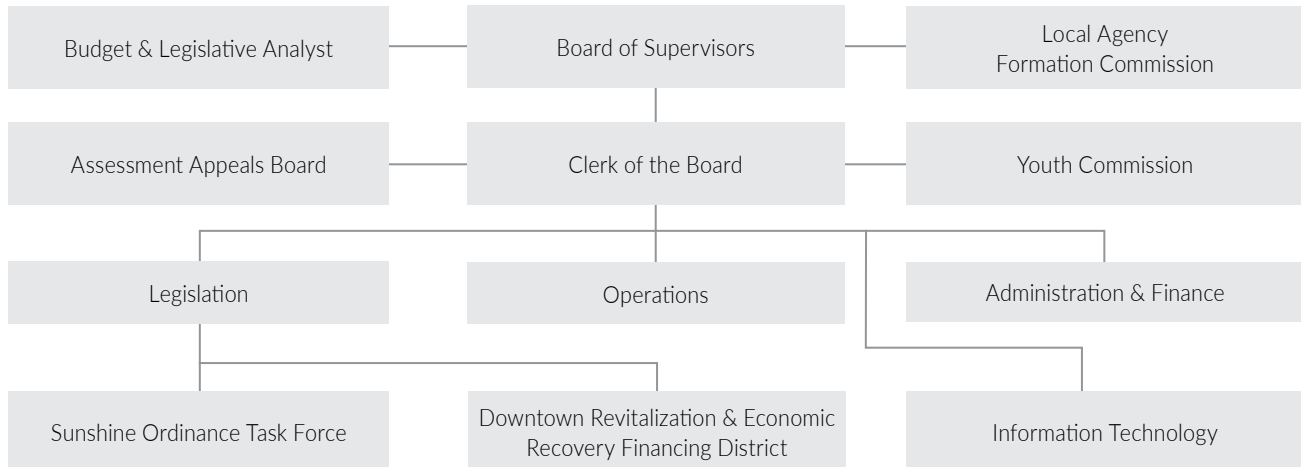 Budget & Legislative Analyst
Board of Supervisors
Local Agency
Formation Commission
Assessment Appeals Board
Clerk of the Board
Youth Commission
Legislation
Operations
Administration & Finance
Sunshine Ordinance Task Force
Downtown Revitalization & Economic
Recovery Financing District
Information Technology